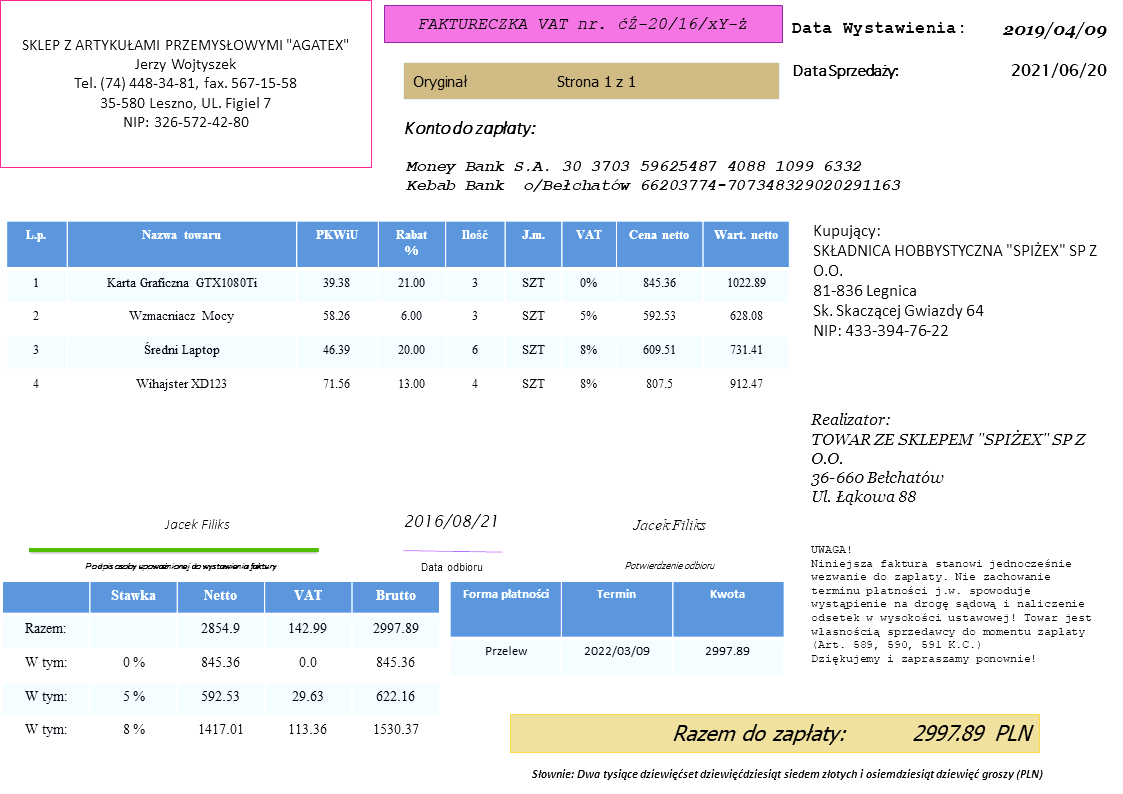 SKLEP Z ARTYKUŁAMI PRZEMYSŁOWYMI "AGATEX"
Jerzy Wojtyszek
Tel. (74) 448-34-81, fax. 567-15-58
35-580 Leszno, UL. Figiel 7
NIP: 326-572-42-80
FAKTURECZKA VAT nr. ćŹ-20/16/xY-ż
Oryginał Strona 1 z 1
Data Wystawienia: 2019/04/09
Data Sprzedaży: 2021/06/20
Konto do zapłaty:
Money Bank S.A. 30 3703 59625487 4088 1099 6332
Kebab Bank o/Bełchatów 66203774-707348329020291163
L.p. Nazwa towaru PKWiU Rabat % Ilość J.m. VAT Cena netto Wart. netto
1 Karta Graficzna GTX1080Ti 39.38 21.00 3 SZT 0% 845.36 1022.89
2 Wzmacniacz Mocy 58.26 6.00 3 SZT 5% 592.53 628.08
3 Średni Laptop 46.39 20.00 6 SZT 8% 609.51 731.41
4 Wihajster XD123 71.56 13.00 4 SZT 8% 807.5 912.47
Kupujący:
SKŁADNICA HOBBYSTYCZNA "SPIŻEX" SP Z
O.O.
81-836 Legnica
Sk. Skaczącej Gwiazdy 64
NIP: 433-394-76-22
Realizator:
TOWAR ZE SKLEPEM "SPIŻEX" SP Z
O.O.
36-660 Bełchatów
Ul. Łąkowa 88
Jacek Filiks
Podpis osoby upoważnionej do wystawienia faktury
2016/08/21
Data odbioru
Jacek Filiks
Potwierdzenie odbioru
UWAGA!
Niniejsza faktura stanowi jednocześnie
wezwanie do zapłaty. Nie zachowanie
terminu płatności j.w. spowoduje
wystąpienie na drogę sądową i naliczenie
odsetek w wysokości ustawowej! Towar jest
własnością sprzedawcy do momentu zapłaty
(Art. 589, 590, 591 K.C.)
Dziękujemy i zapraszamy ponownie!
Stawka Netto VAT Brutto
Razem: 2854.9 142.99 2997.89
W tym: 0 % 845.36 0.0 845.36
W tym: 5 % 592.53 29.63 622.16
W tym: 8 % 1417.01 113.36 1530.37
Forma płatności Termin Kwota
Przelew 2022/03/09 2997.89
Razem do zapłaty: 2997.89 PLN
Słownie: Dwa tysiące dziewięćset dziewięćdziesiąt siedem złotych i osiemdziesiąt dziewięć groszy (PLN)